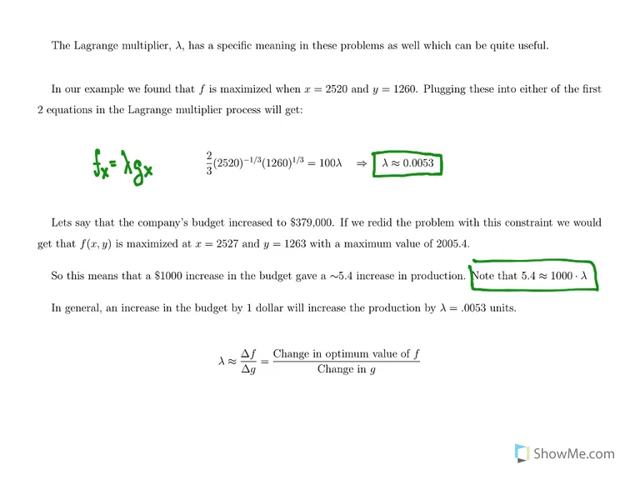 The Lagrange multiplier, λ, has a specific meaning in these problems as well which can be quite useful.
In our example we found that f is maximized when x = 2520 and y = 1260. Plugging these into either of the first
2 equations in the Lagrange multiplier process will get:
fx = λgx
2/3 (2520)^−1/3 (1260)^1/3 = 100λ ⇒ λ ≈ 0.0053
Lets say that the company's budget increased to $379,000. If we redid the problem with this constraint we would
get that f(x, y) is maximized at x = 2527 and y = 1263 with a maximum value of 2005.4.
So this means that a $1000 increase in the budget gave a ∼5.4 increase in production. Note that 5.4 ≈ 1000 · λ
In general, an increase in the budget by 1 dollar will increase the production by λ = .0053 units.
λ ≈ Δf/Δg = Change in optimum value of f / Change in g
ShowMe.com